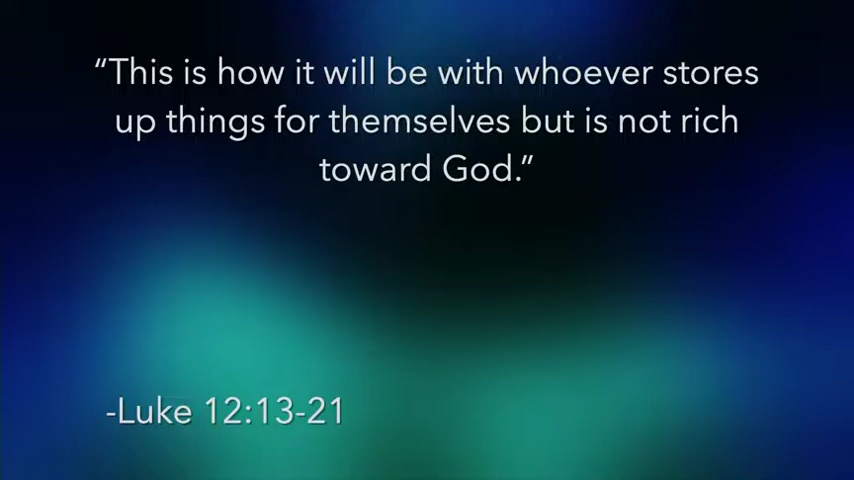 “This is how it will be with whoever stores
up things for themselves but is not rich
toward God.”
-Luke 12:13-21